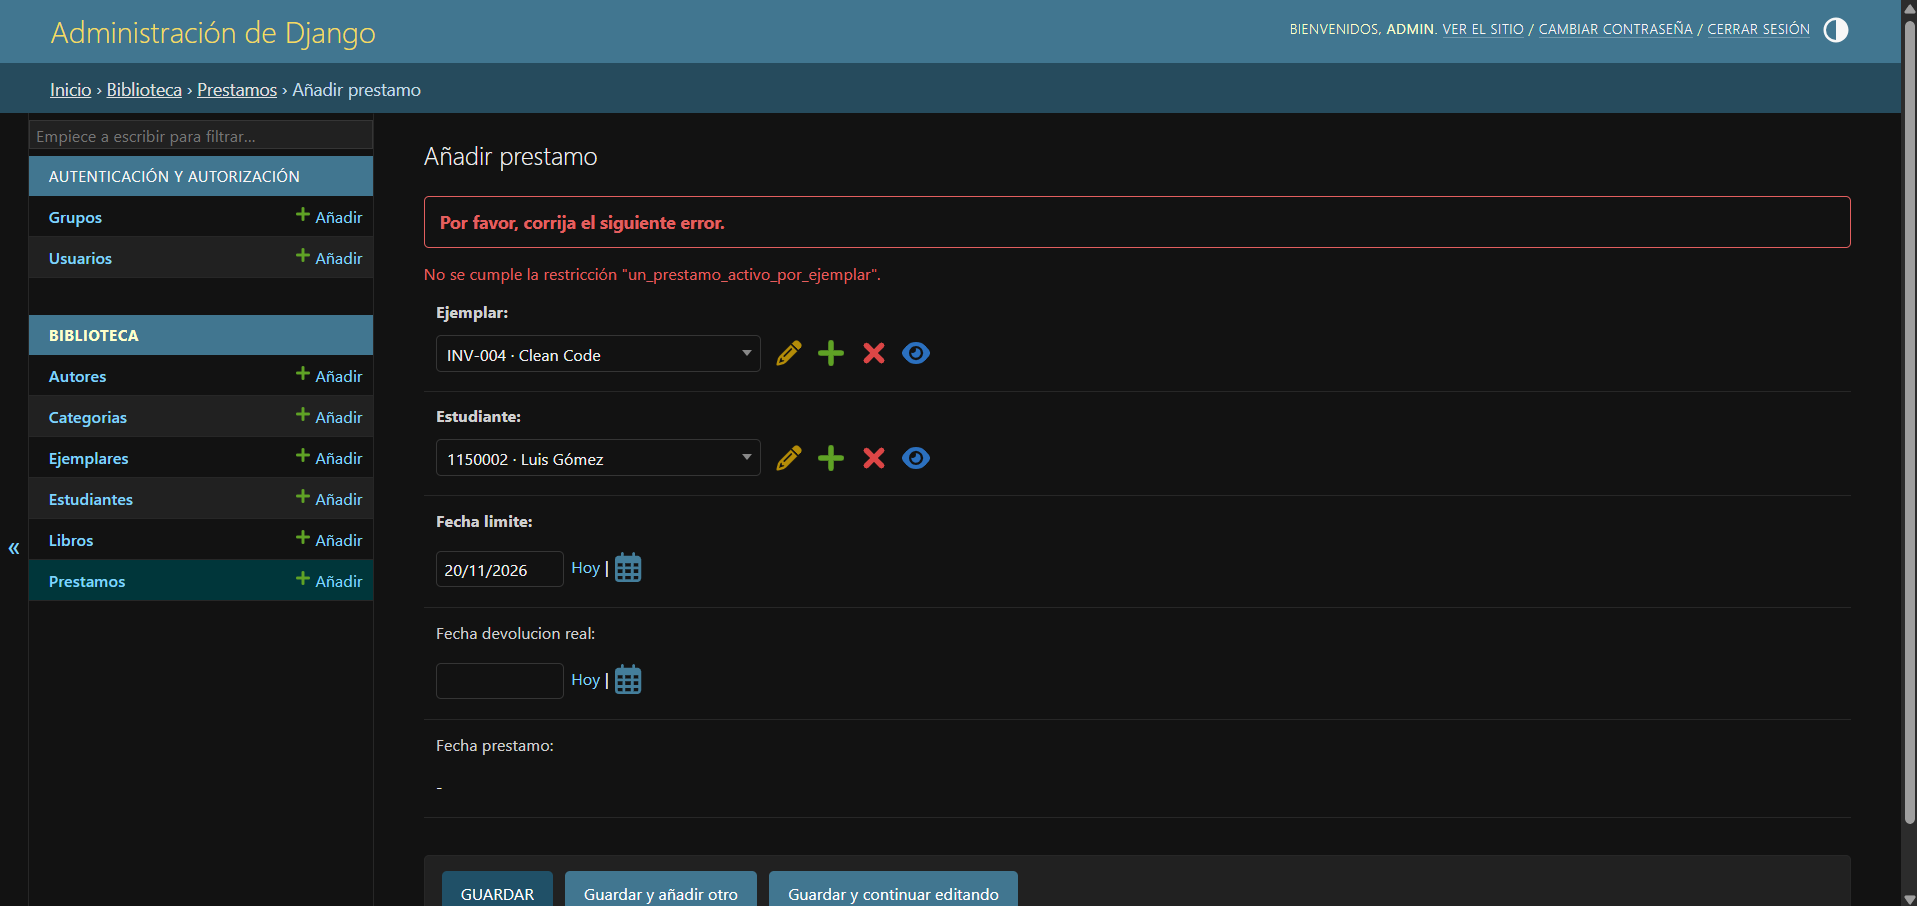 Administración de Django
BIENVENIDOS, ADMIN. VER EL SITIO / CAMBIAR CONTRASEÑA / CERRAR SESIÓN
Inicio › Biblioteca › Prestamos › Añadir prestamo
Empiece a escribir para filtrar...
AUTENTICACIÓN Y AUTORIZACIÓN
Grupos + Añadir
Usuarios + Añadir
BIBLIOTECA
Autores + Añadir
Categorias + Añadir
Ejemplares + Añadir
Estudiantes + Añadir
Libros + Añadir
Prestamos + Añadir
«
Añadir prestamo
Por favor, corrija el siguiente error.
No se cumple la restricción "un_prestamo_activo_por_ejemplar".
Ejemplar:
INV-004 · Clean Code
Estudiante:
1150002 · Luis Gómez
Fecha limite:
20/11/2026 Hoy |
Fecha devolucion real:
Hoy |
Fecha prestamo:
-
GUARDAR Guardar y añadir otro Guardar y continuar editando